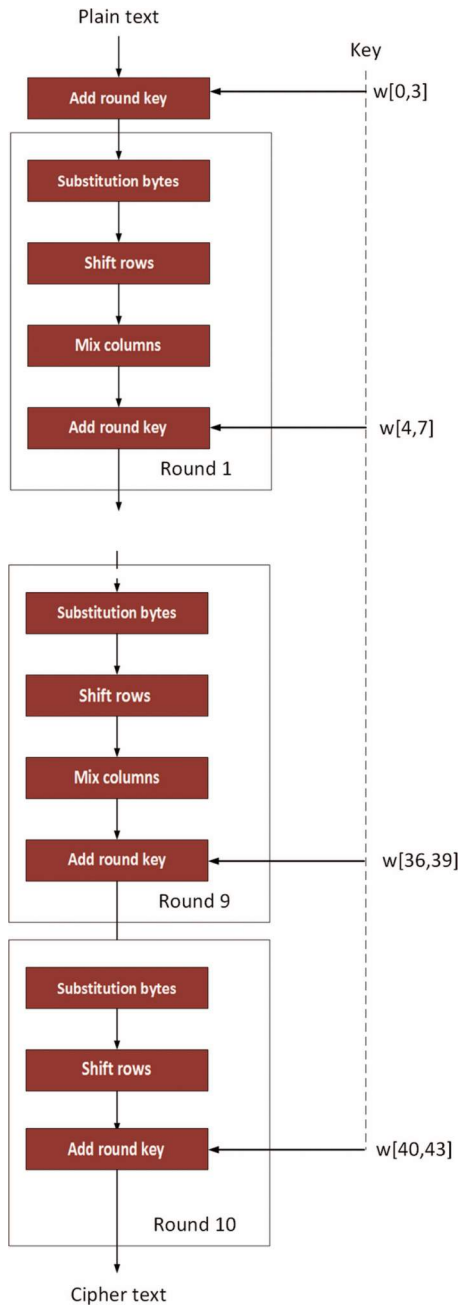 Plain text
Key
Add round key
w[0,3]
Substitution bytes
Shift rows
Mix columns
Add round key
w[4,7]
Round 1
Substitution bytes
Shift rows
Mix columns
Add round key
w[36,39]
Round 9
Substitution bytes
Shift rows
Add round key
w[40,43]
Round 10
Cipher text